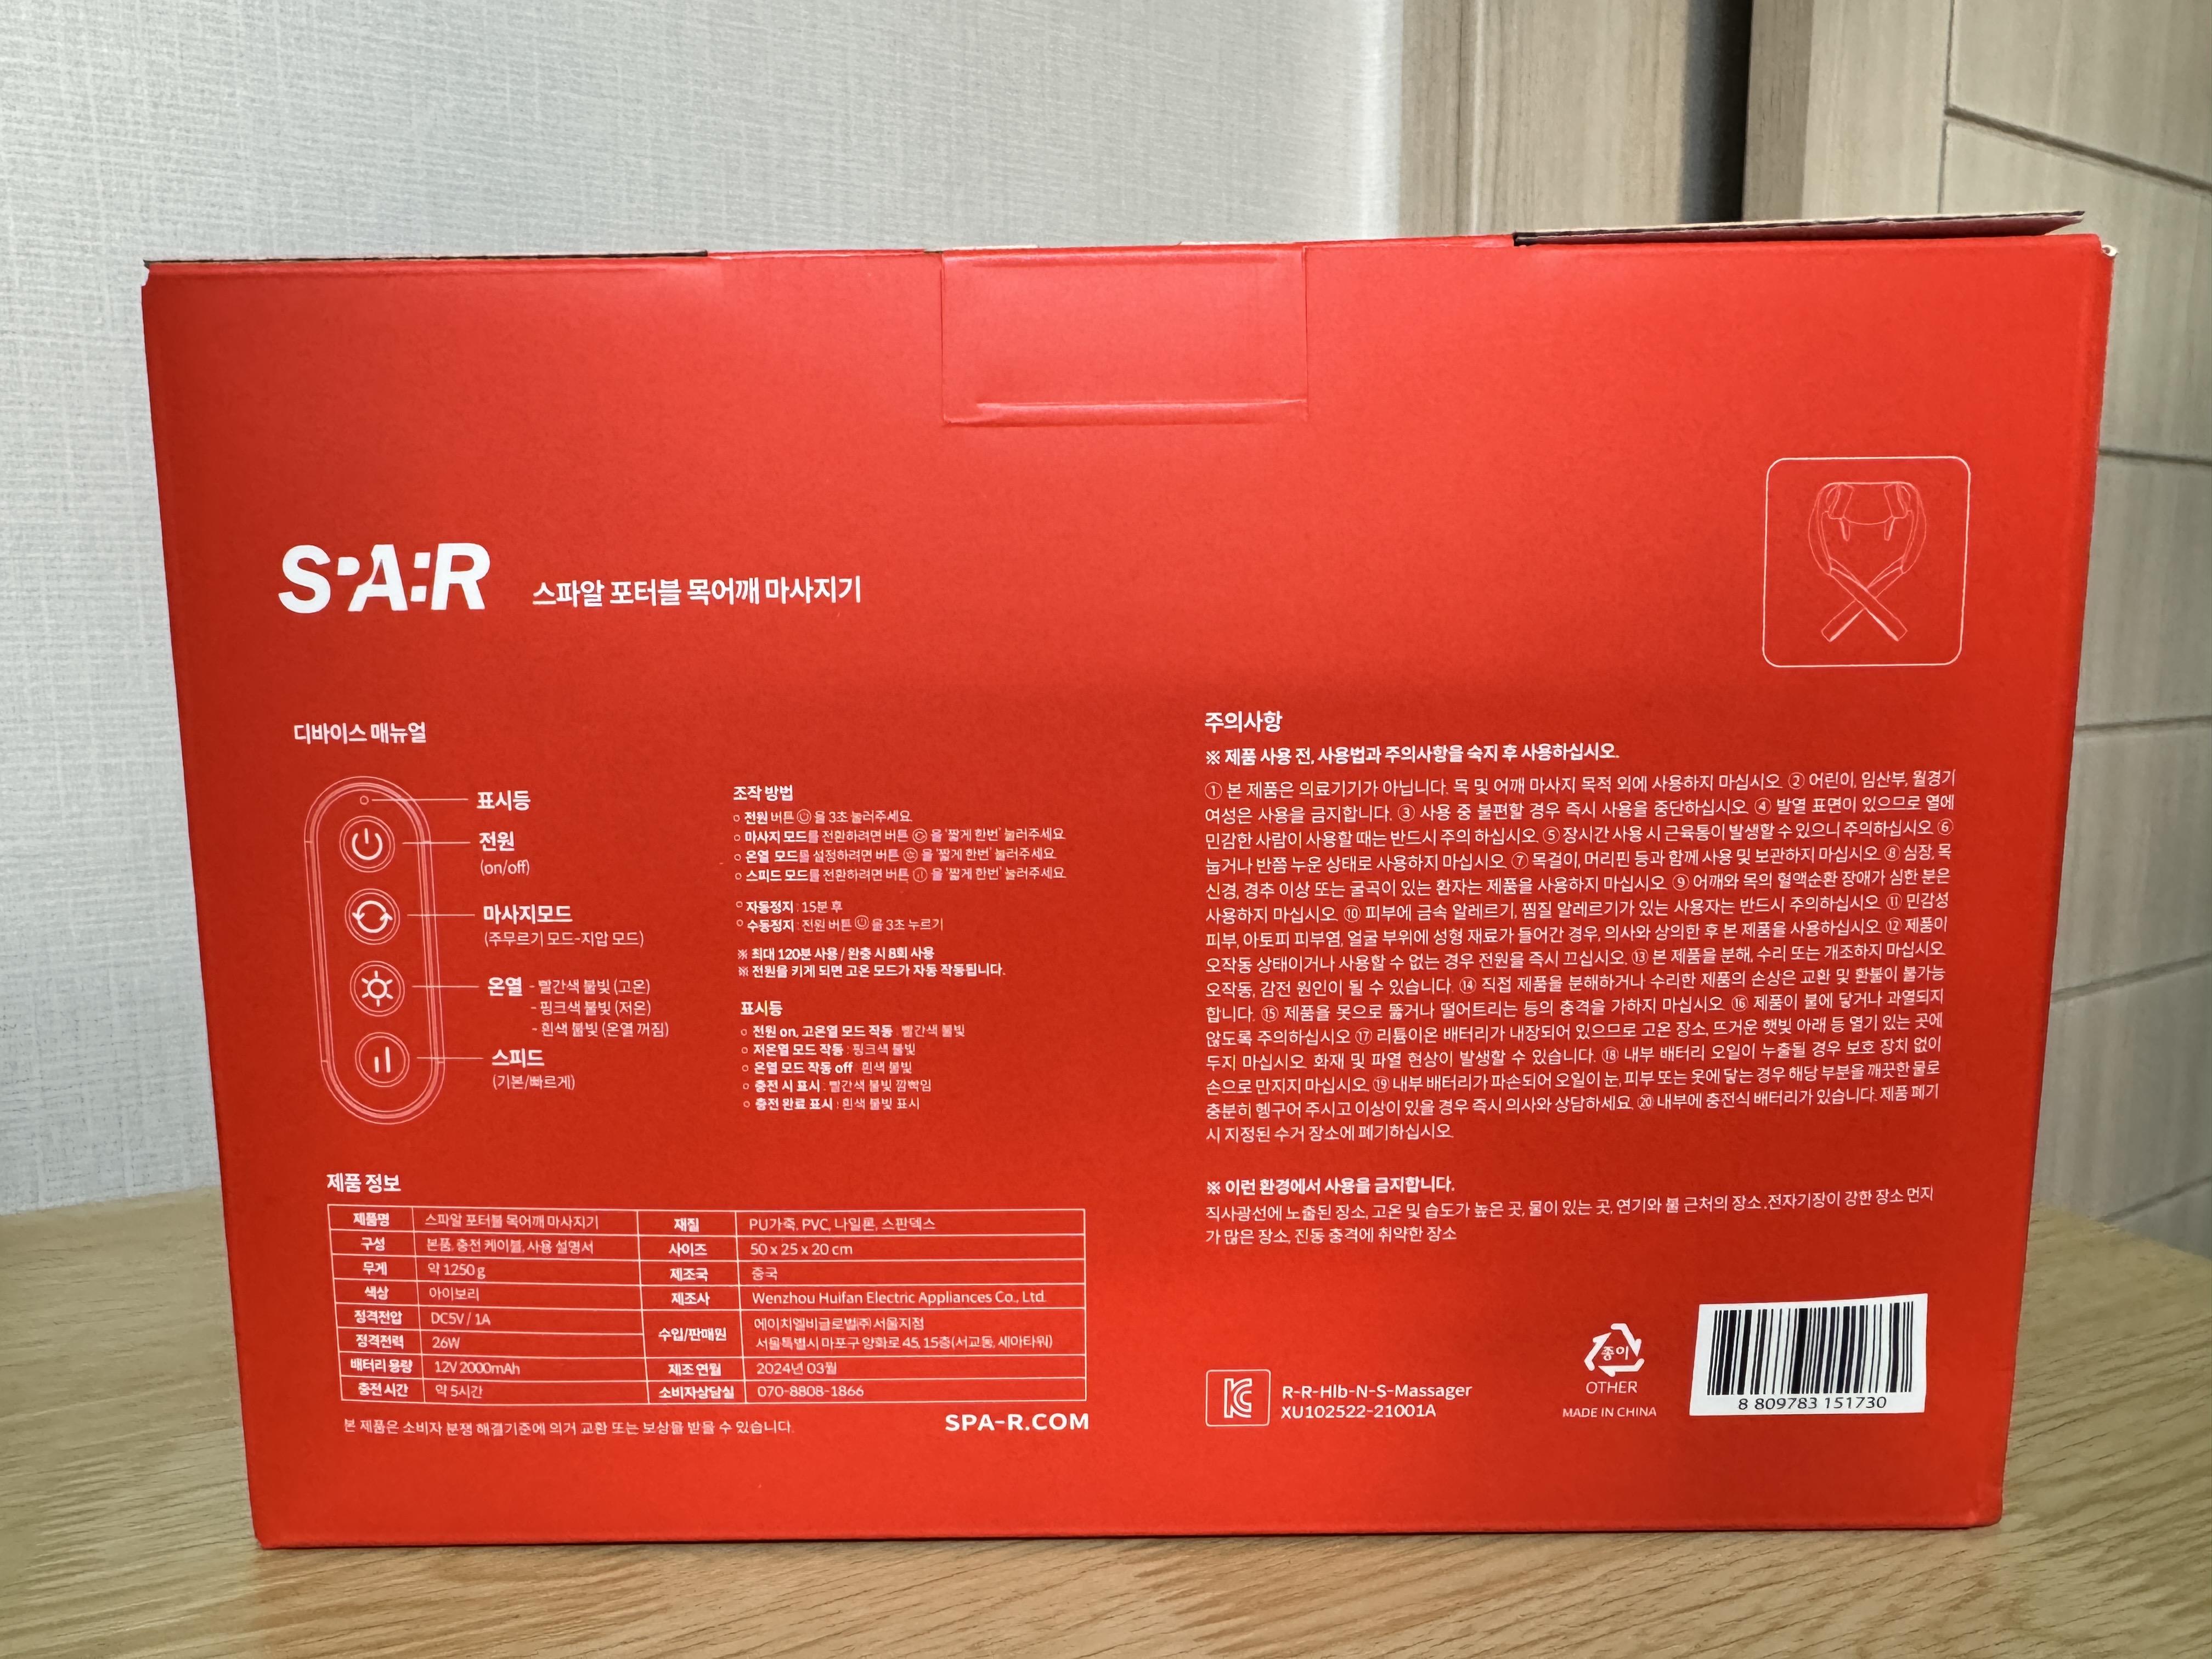 SPA:R
스파알 포터블 목어깨 마사지기
디바이스 매뉴얼
표시등
전원
(on/off)
마사지모드
(주무르기 모드-지압 모드)
온열 - 빨간색 불빛 (고온)
- 핑크색 불빛 (저온)
- 흰색 불빛 (온열 꺼짐)
스피드
(기본/빠르게)
조작 방법
전원 버튼 을 3초 눌러주세요.
마사지 모드를 전환하려면 버튼 을 '짧게 한번' 눌러주세요.
온열 모드를 설정하려면 버튼 을 '짧게 한번' 눌러주세요.
스피드 모드를 전환하려면 버튼 을 '짧게 한번' 눌러주세요.
자동정지 : 15분 후
수동정지 : 전원 버튼 을 3초 누르기
※ 최대 120분 사용 / 완충 시 8회 사용
※ 전원을 키게 되면 고온 모드가 자동 작동됩니다.
표시등
전원 on, 고온열 모드 작동 : 빨간색 불빛
저온열 모드 작동 : 핑크색 불빛
온열 모드 작동 off : 흰색 불빛
충전 시 표시 : 빨간색 불빛 깜빡임
충전 완료 표시 : 흰색 불빛 표시
제품 정보
제품명 스파알 포터블 목어깨 마사지기 재질 PU가죽, PVC, 나일론, 스판덱스
구성 본품, 충전 케이블, 사용 설명서 사이즈 50 x 25 x 20 cm
무게 약 1250 g 제조국 중국
색상 아이보리 제조사 Wenzhou Huifan Electric Appliances Co., Ltd.
정격전압 DC5V / 1A 수입/판매원 에이치엘비글로벌㈜ 서울지점
정격전력 26W 서울특별시 마포구 양화로 45, 15층(서교동, 세아타워)
배터리 용량 12V 2000mAh 제조 연월 2024년 03월
충전 시간 약 5시간 소비자상담실 070-8808-1866
본 제품은 소비자 분쟁 해결기준에 의거 교환 또는 보상을 받을 수 있습니다.
SPA-R.COM
주의사항
※ 제품 사용 전, 사용법과 주의사항을 숙지 후 사용하십시오.
① 본 제품은 의료기기가 아닙니다. 목 및 어깨 마사지 목적 외에 사용하지 마십시오. ② 어린이, 임산부, 월경기
여성은 사용을 금지합니다. ③ 사용 중 불편할 경우 즉시 사용을 중단하십시오. ④ 발열 표면이 있으므로 열에
민감한 사람이 사용할 때는 반드시 주의 하십시오. ⑤ 장시간 사용 시 근육통이 발생할 수 있으니 주의하십시오. ⑥
눕거나 반쯤 누운 상태로 사용하지 마십시오. ⑦ 목걸이, 머리핀 등과 함께 사용 및 보관하지 마십시오. ⑧ 심장, 목
신경, 경추 이상 또는 굴곡이 있는 환자는 제품을 사용하지 마십시오. ⑨ 어깨와 목의 혈액순환 장애가 심한 분은
사용하지 마십시오. ⑩ 피부에 금속 알레르기, 찜질 알레르기가 있는 사용자는 반드시 주의하십시오. ⑪ 민감성
피부, 아토피 피부염, 얼굴 부위에 성형 재료가 들어간 경우, 의사와 상의한 후 본 제품을 사용하십시오. ⑫ 제품이
오작동 상태이거나 사용할 수 없는 경우 전원을 즉시 끄십시오. ⑬ 본 제품을 분해, 수리 또는 개조하지 마십시오.
오작동, 감전 원인이 될 수 있습니다. ⑭ 직접 제품을 분해하거나 수리한 제품의 손상은 교환 및 환불이 불가능
합니다. ⑮ 제품을 못으로 뚫거나 떨어트리는 등의 충격을 가하지 마십시오. ⑯ 제품이 불에 닿거나 과열되지
않도록 주의하십시오. ⑰ 리튬이온 배터리가 내장되어 있으므로 고온 장소, 뜨거운 햇빛 아래 등 열기 있는 곳에
두지 마십시오. 화재 및 파열 현상이 발생할 수 있습니다. ⑱ 내부 배터리 오일이 누출될 경우 보호 장치 없이
손으로 만지지 마십시오. ⑲ 내부 배터리가 파손되어 오일이 눈, 피부 또는 옷에 닿는 경우 해당 부분을 깨끗한 물로
충분히 헹구어 주시고 이상이 있을 경우 즉시 의사와 상담하세요. ⑳ 내부에 충전식 배터리가 있습니다. 제품 폐기
시 지정된 수거 장소에 폐기하십시오.
※ 이런 환경에서 사용을 금지합니다.
직사광선에 노출된 장소, 고온 및 습도가 높은 곳, 물이 있는 곳, 연기와 불 근처의 장소, 전자기장이 강한 장소 먼지
가 많은 장소, 진동 충격에 취약한 장소
R-R-Hlb-N-S-Massager
XU102522-21001A
종이
OTHER
MADE IN CHINA
8 809783 151730